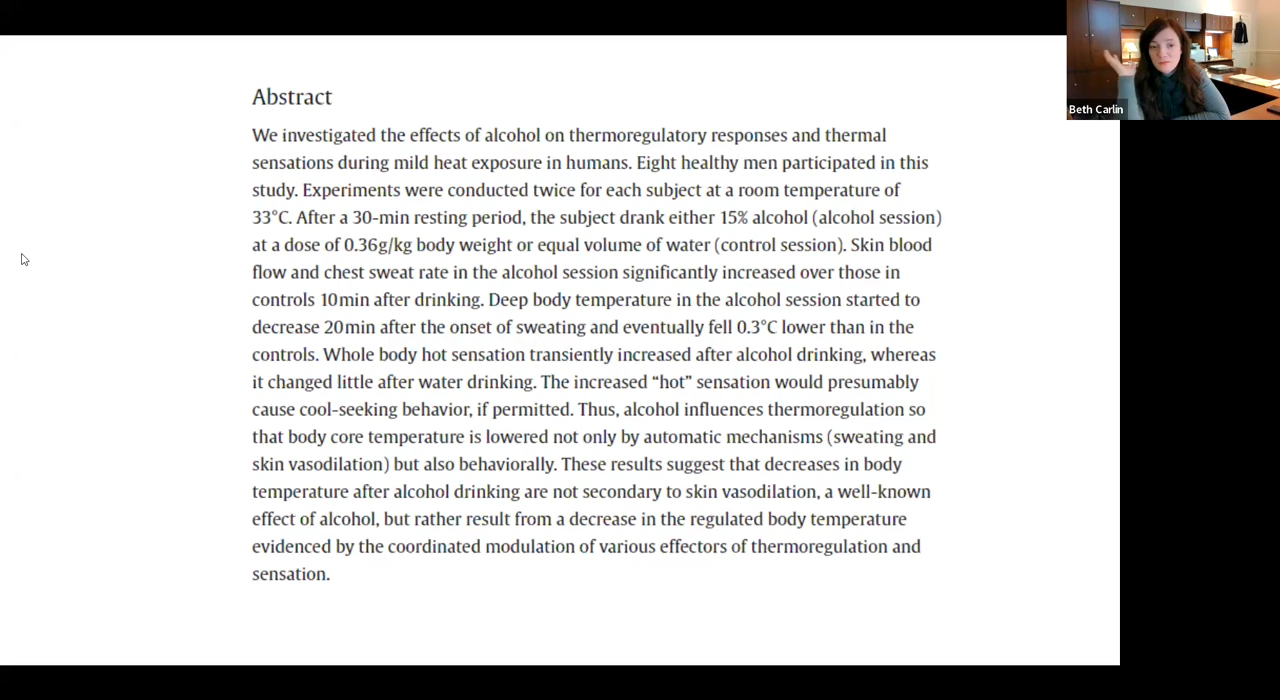 Abstract
We investigated the effects of alcohol on thermoregulatory responses and thermal
sensations during mild heat exposure in humans. Eight healthy men participated in this
study. Experiments were conducted twice for each subject at a room temperature of
33°C. After a 30-min resting period, the subject drank either 15% alcohol (alcohol session)
at a dose of 0.36g/kg body weight or equal volume of water (control session). Skin blood
flow and chest sweat rate in the alcohol session significantly increased over those in
controls 10min after drinking. Deep body temperature in the alcohol session started to
decrease 20min after the onset of sweating and eventually fell 0.3°C lower than in the
controls. Whole body hot sensation transiently increased after alcohol drinking, whereas
it changed little after water drinking. The increased “hot” sensation would presumably
cause cool-seeking behavior, if permitted. Thus, alcohol influences thermoregulation so
that body core temperature is lowered not only by automatic mechanisms (sweating and
skin vasodilation) but also behaviorally. These results suggest that decreases in body
temperature after alcohol drinking are not secondary to skin vasodilation, a well-known
effect of alcohol, but rather result from a decrease in the regulated body temperature
evidenced by the coordinated modulation of various effectors of thermoregulation and
sensation.
Beth Carlin